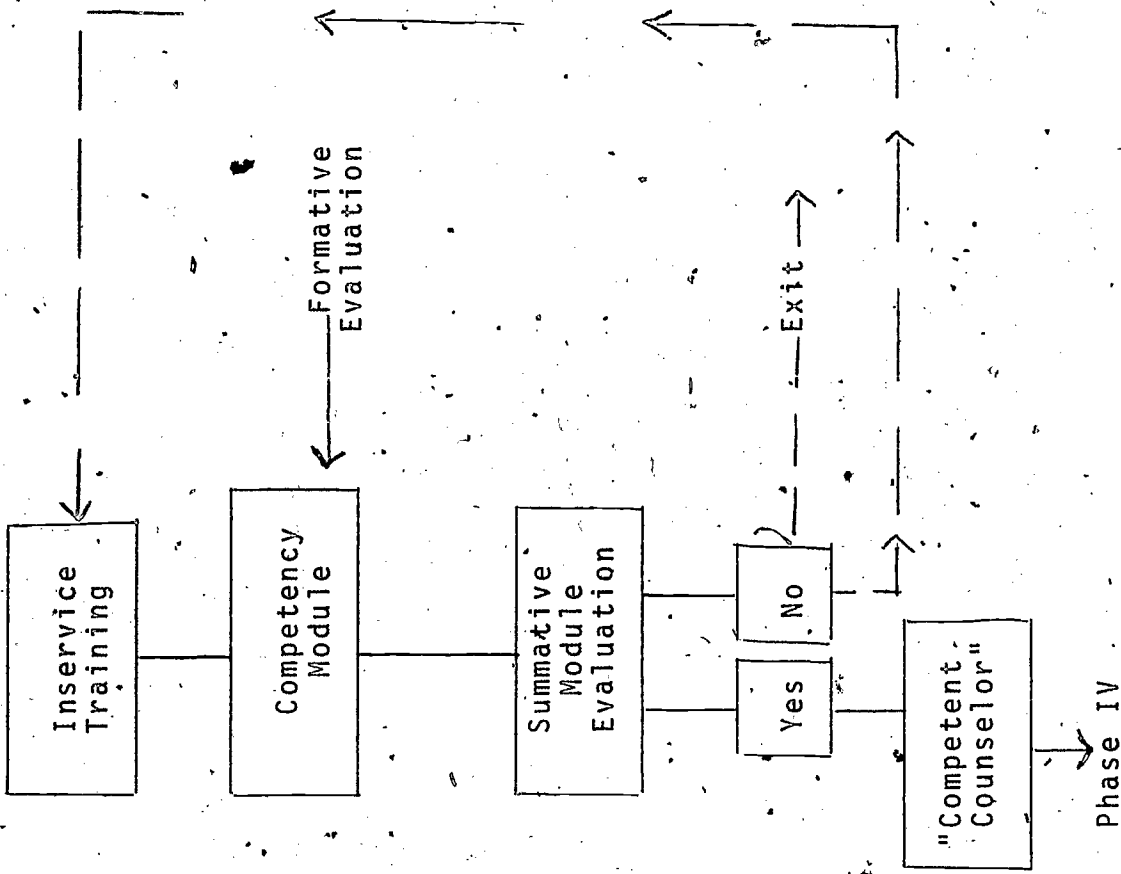 Inservice
Training
Competency
Module
Formative
Evaluation
Summative
Module
Evaluation
Yes
No
Exit
"Competent
Counselor"
Phase IV